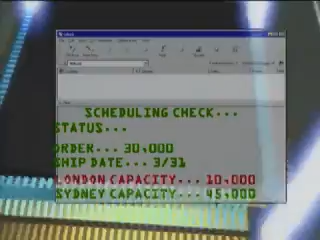 SCHEDULING CHECK...
STATUS...
ORDER... 30,000
SHIP DATE... 3/31
LONDON CAPACITY... 10,000
SYDNEY CAPACITY... 45,000